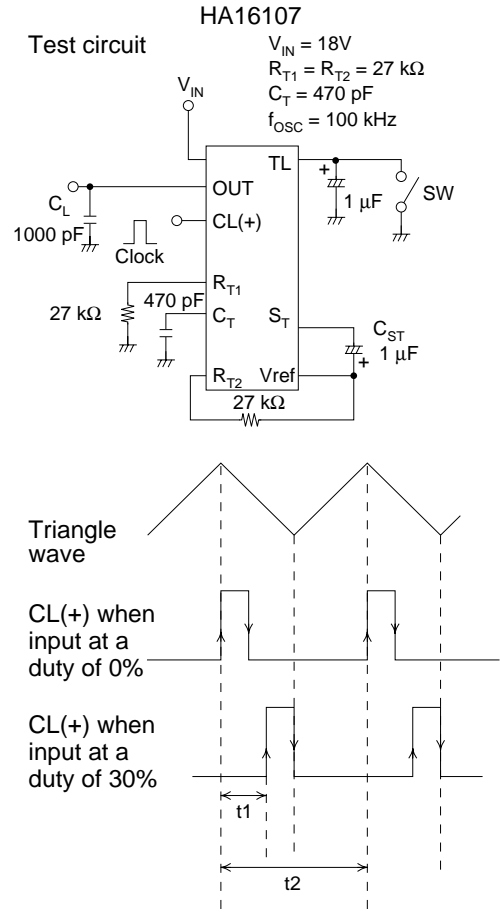 HA16107
Test circuit
V_IN = 18V
R_T1 = R_T2 = 27 kΩ
C_T = 470 pF
f_OSC = 100 kHz
V_IN
TL
+
1 μF
SW
OUT
C_L
1000 pF
CL(+)
Clock
R_T1
470 pF
27 kΩ
C_T
S_T
C_ST
1 μF
+
R_T2
Vref
27 kΩ
Triangle
wave
CL(+) when
input at a
duty of 0%
CL(+) when
input at a
duty of 30%
t1
t2